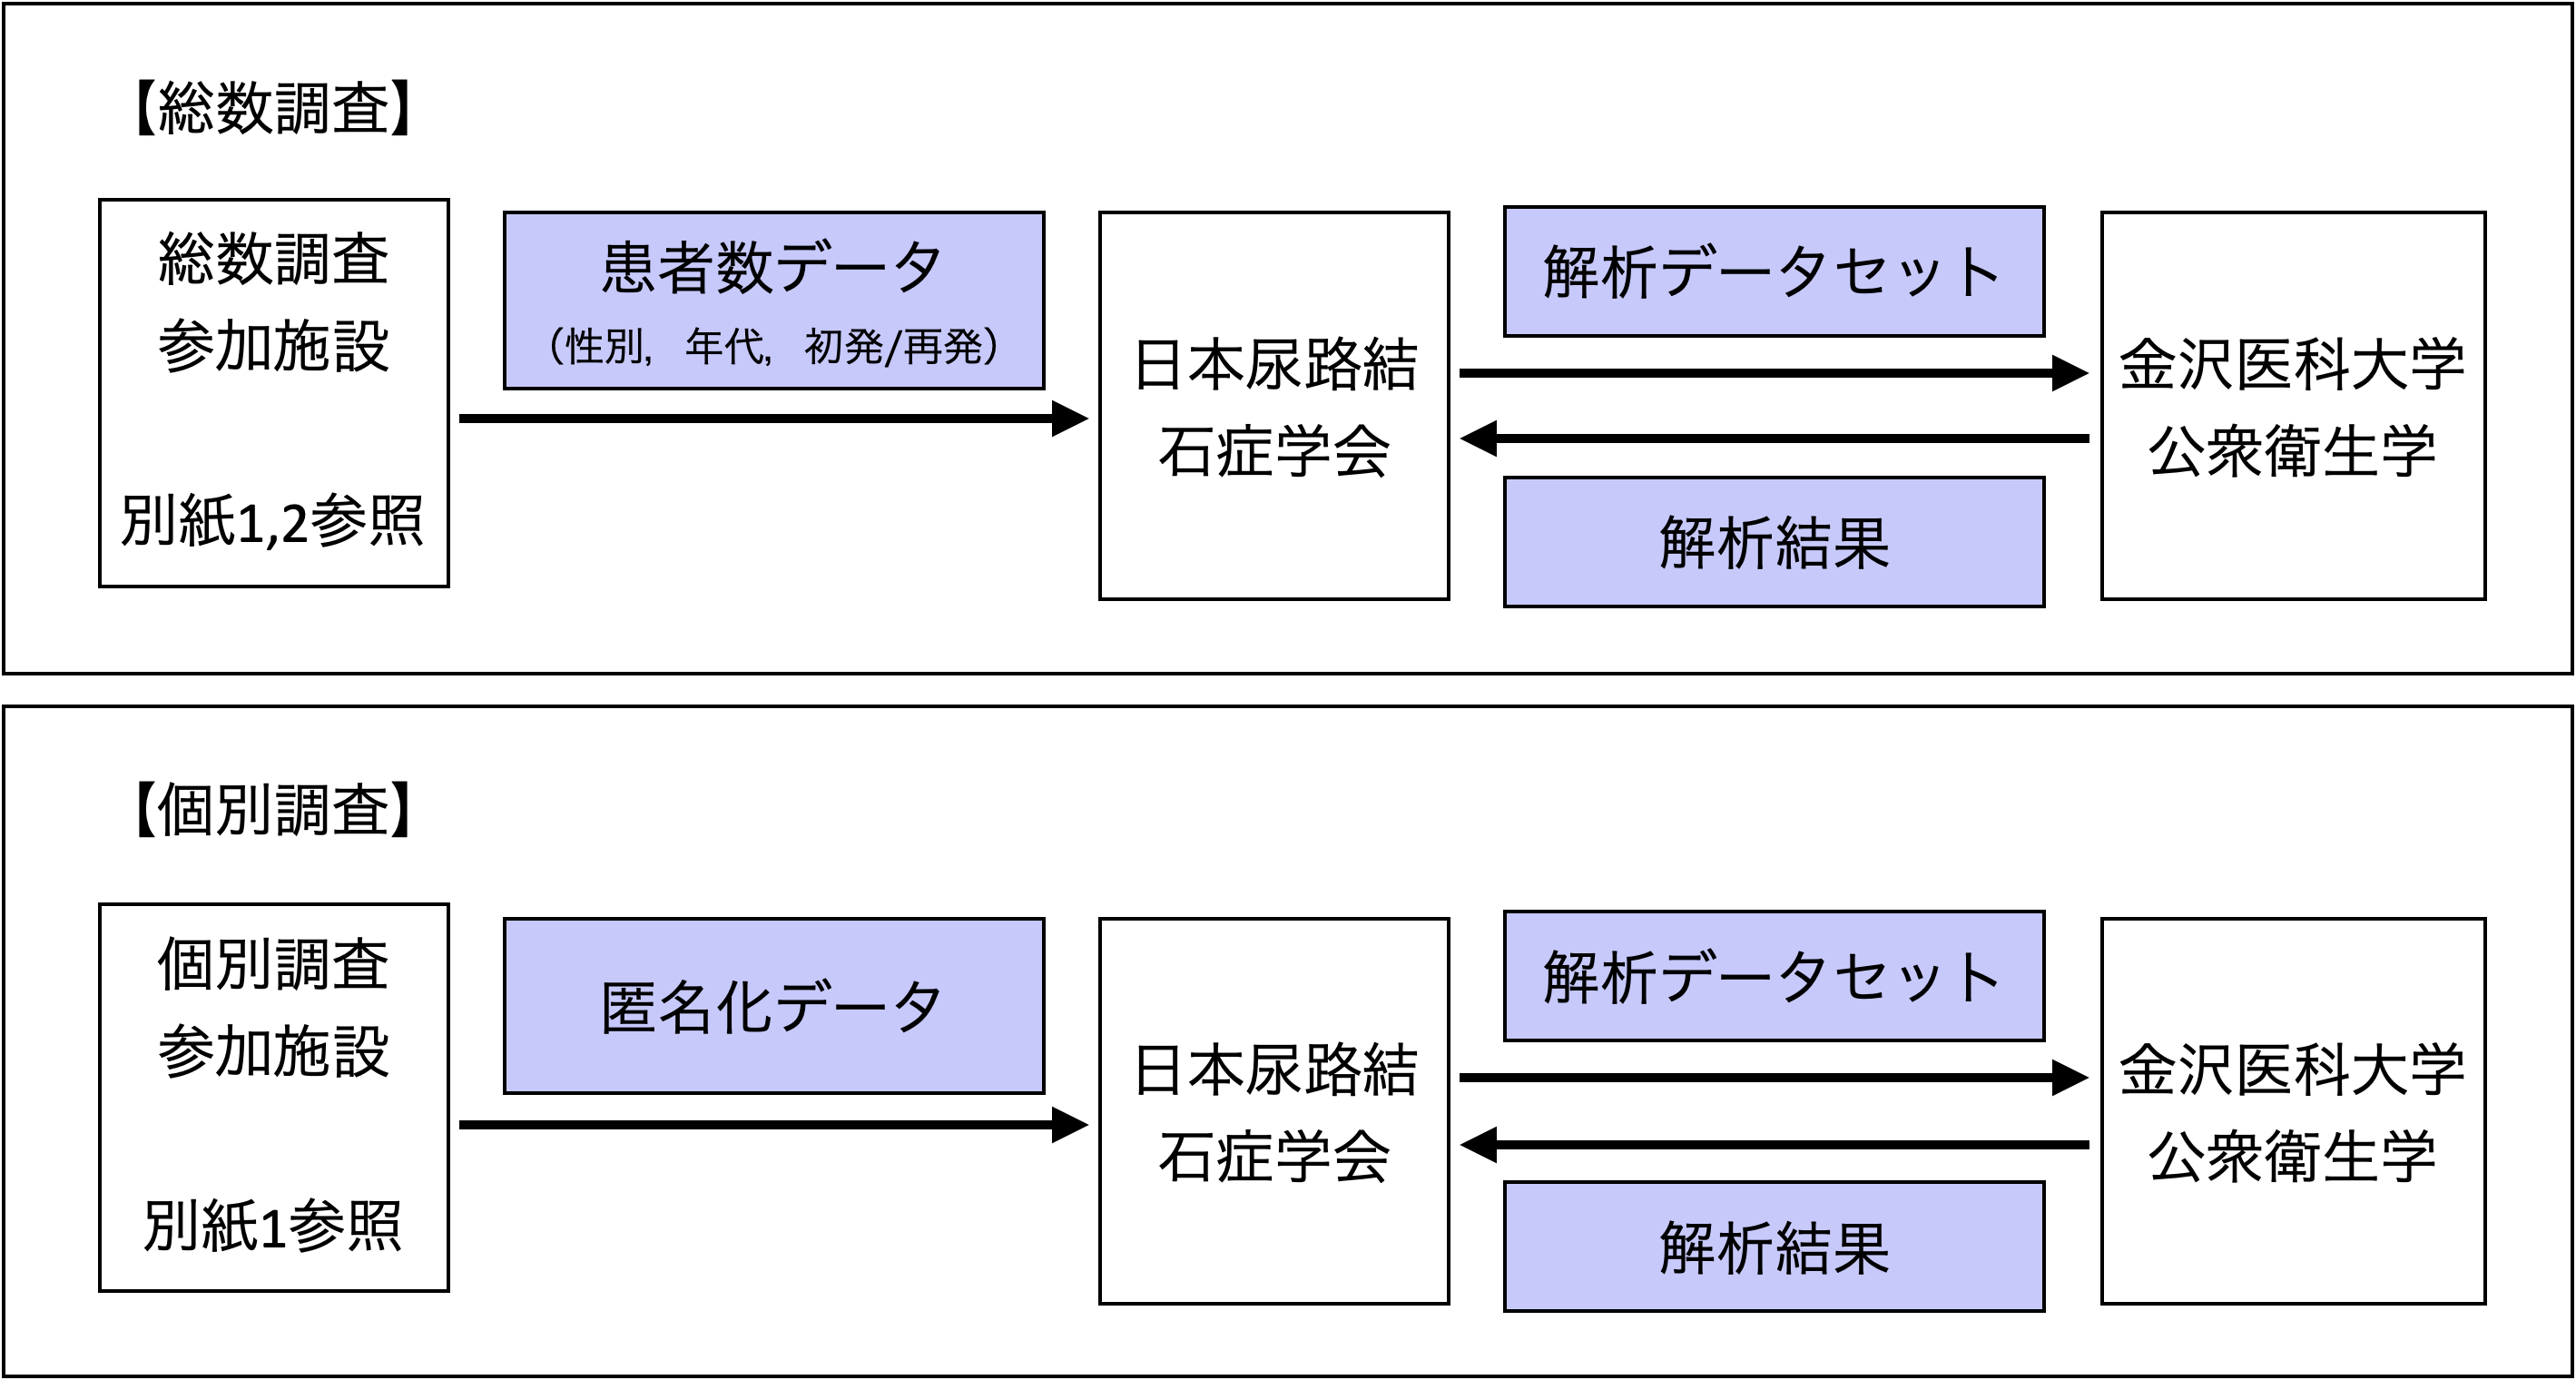 【総数調査】
総数調査
参加施設
別紙1,2参照
患者数データ
（性別， 年代， 初発/再発）
日本尿路結
石症学会
解析データセット
解析結果
金沢医科大学
公衆衛生学
【個別調査】
個別調査
参加施設
別紙1参照
匿名化データ
日本尿路結
石症学会
解析データセット
解析結果
金沢医科大学
公衆衛生学